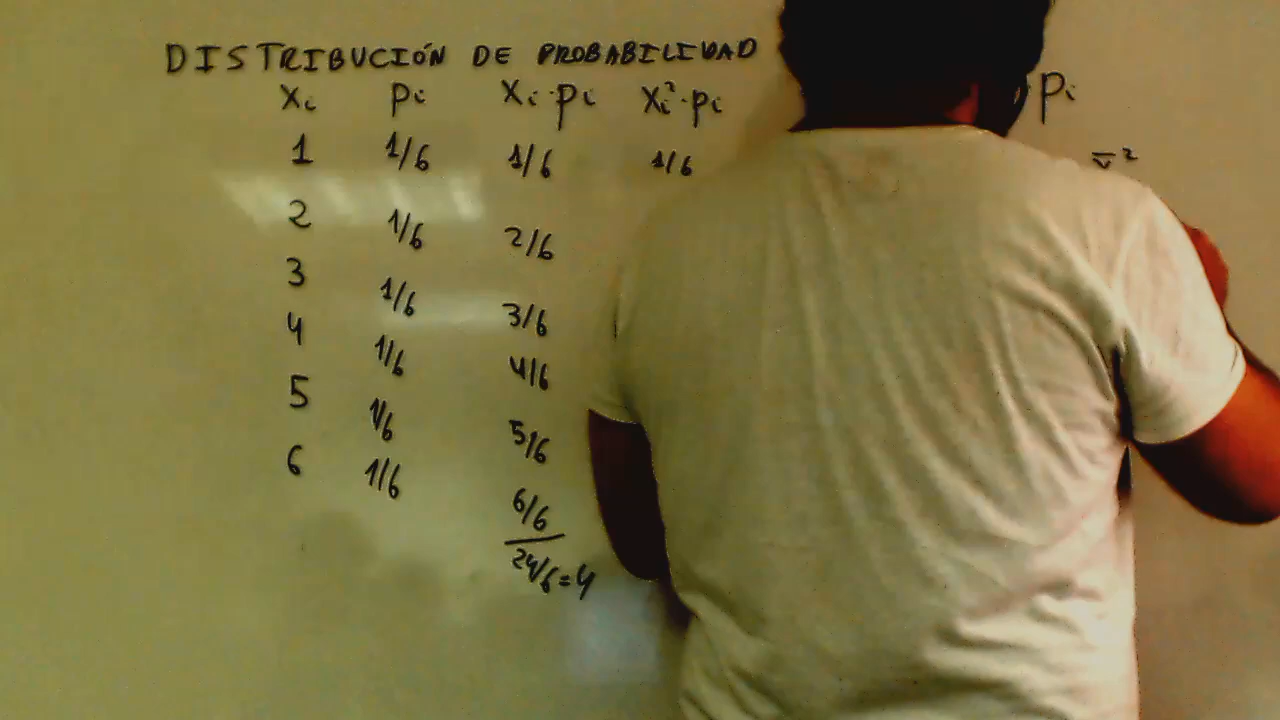 DISTRIBUCIÓN DE PROBABILIDAD
xi pi xi·pi xi²·pi pi
1 1/6 1/6 1/6
2 1/6 2/6
3 1/6 3/6
4 1/6 4/6
5 1/6 5/6
6 1/6 6/6
24/6=4